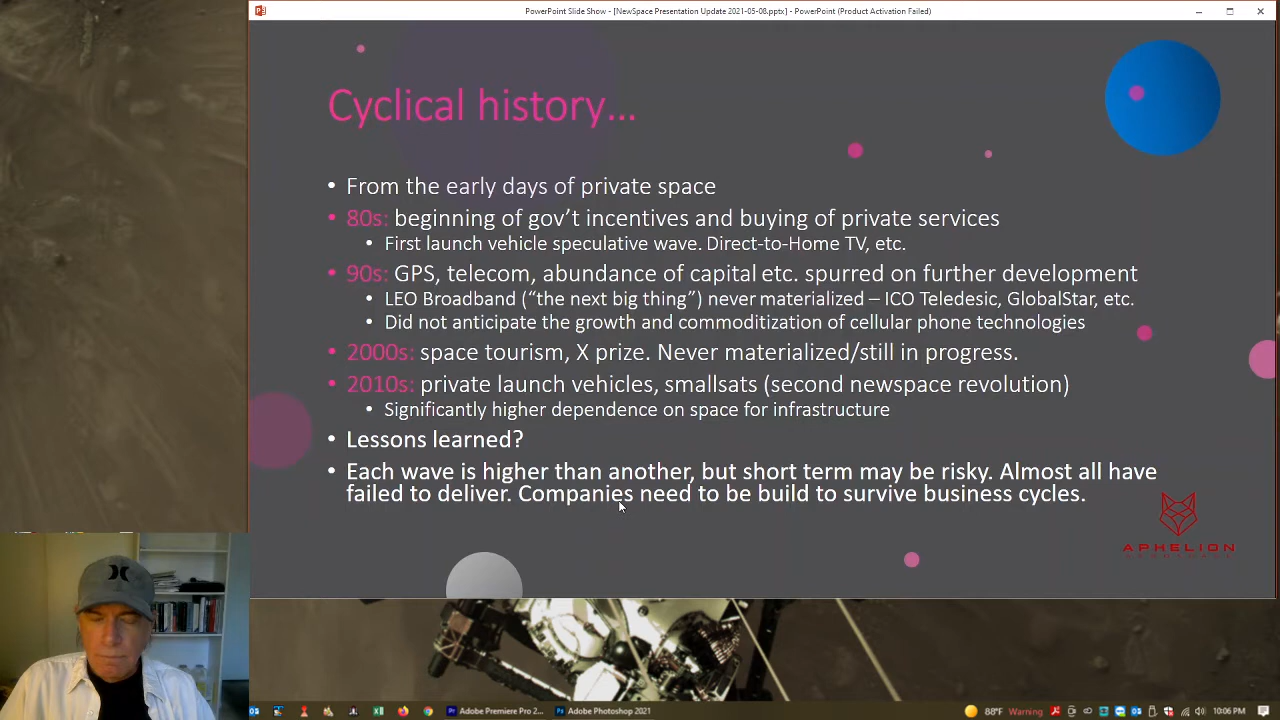 PowerPoint Slide Show - [NewSpace Presentation Update 2021-05-08.pptx] - PowerPoint (Product Activation Failed)
Cyclical history...
• From the early days of private space
• 80s: beginning of gov't incentives and buying of private services
• First launch vehicle speculative wave. Direct-to-Home TV, etc.
• 90s: GPS, telecom, abundance of capital etc. spurred on further development
• LEO Broadband ("the next big thing") never materialized – ICO Teledesic, GlobalStar, etc.
• Did not anticipate the growth and commoditization of cellular phone technologies
• 2000s: space tourism, X prize. Never materialized/still in progress.
• 2010s: private launch vehicles, smallsats (second newspace revolution)
• Significantly higher dependence on space for infrastructure
• Lessons learned?
• Each wave is higher than another, but short term may be risky. Almost all have
failed to deliver. Companies need to be build to survive business cycles.
APHELION
Adobe Premiere Pro 2...
Adobe Photoshop 2021
88°F Warning
10:06 PM